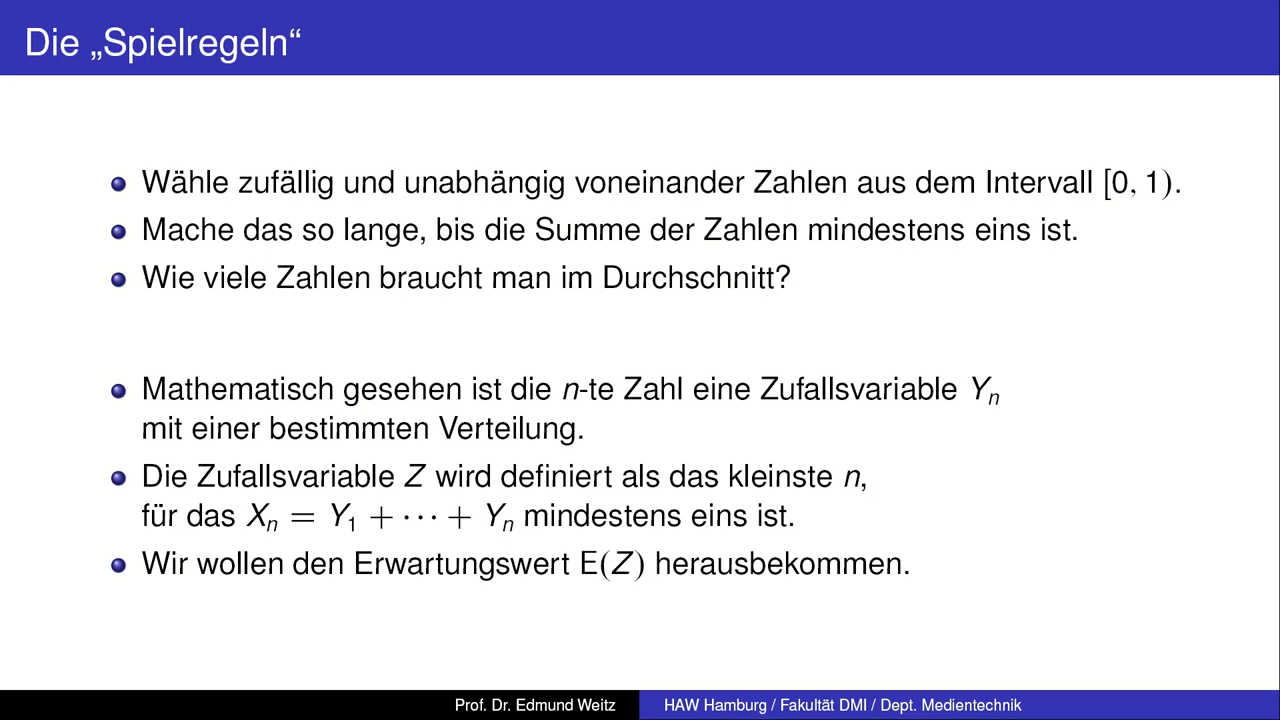 Die „Spielregeln“
Wähle zufällig und unabhängig voneinander Zahlen aus dem Intervall [0, 1).
Mache das so lange, bis die Summe der Zahlen mindestens eins ist.
Wie viele Zahlen braucht man im Durchschnitt?
Mathematisch gesehen ist die n-te Zahl eine Zufallsvariable Yₙ
mit einer bestimmten Verteilung.
Die Zufallsvariable Z wird definiert als das kleinste n,
für das Xₙ = Y₁ + ··· + Yₙ mindestens eins ist.
Wir wollen den Erwartungswert E(Z) herausbekommen.
Prof. Dr. Edmund Weitz HAW Hamburg / Fakultät DMI / Dept. Medientechnik